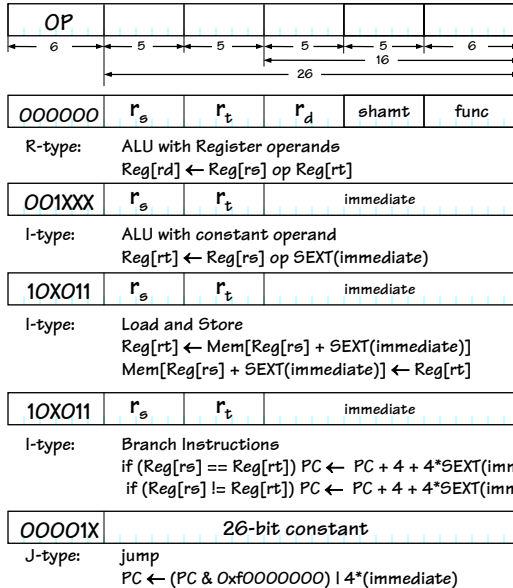 OP
6 5 5 5 5 6
16
26
000000 rs rt rd shamt func
R-type: ALU with Register operands
Reg[rd] ← Reg[rs] op Reg[rt]
001XXX rs rt immediate
I-type: ALU with constant operand
Reg[rt] ← Reg[rs] op SEXT(immediate)
10X011 rs rt immediate
I-type: Load and Store
Reg[rt] ← Mem[Reg[rs] + SEXT(immediate)]
Mem[Reg[rs] + SEXT(immediate)] ← Reg[rt]
10X011 rs rt immediate
I-type: Branch Instructions
if (Reg[rs] == Reg[rt]) PC ← PC + 4 + 4*SEXT(imm
if (Reg[rs] != Reg[rt]) PC ← PC + 4 + 4*SEXT(imm
00001X 26-bit constant
J-type: jump
PC ← (PC & 0xf0000000) | 4*(immediate)